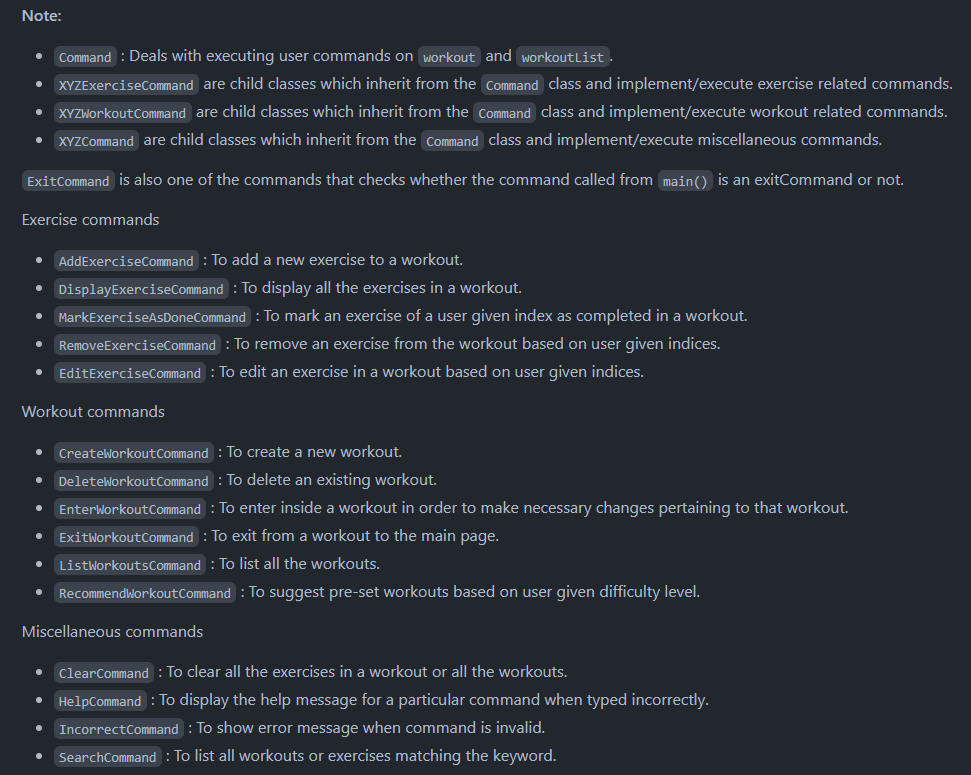 Note:
Command : Deals with executing user commands on workout and workoutList.
XYZExerciseCommand are child classes which inherit from the Command class and implement/execute exercise related commands.
XYZWorkoutCommand are child classes which inherit from the Command class and implement/execute workout related commands.
XYZCommand are child classes which inherit from the Command class and implement/execute miscellaneous commands.
ExitCommand is also one of the commands that checks whether the command called from main() is an exitCommand or not.
Exercise commands
AddExerciseCommand : To add a new exercise to a workout.
DisplayExerciseCommand : To display all the exercises in a workout.
MarkExerciseAsDoneCommand : To mark an exercise of a user given index as completed in a workout.
RemoveExerciseCommand : To remove an exercise from the workout based on user given indices.
EditExerciseCommand : To edit an exercise in a workout based on user given indices.
Workout commands
CreateWorkoutCommand : To create a new workout.
DeleteWorkoutCommand : To delete an existing workout.
EnterWorkoutCommand : To enter inside a workout in order to make necessary changes pertaining to that workout.
ExitWorkoutCommand : To exit from a workout to the main page.
ListWorkoutsCommand : To list all the workouts.
RecommendWorkoutCommand : To suggest pre-set workouts based on user given difficulty level.
Miscellaneous commands
ClearCommand : To clear all the exercises in a workout or all the workouts.
HelpCommand : To display the help message for a particular command when typed incorrectly.
IncorrectCommand : To show error message when command is invalid.
SearchCommand : To list all workouts or exercises matching the keyword.